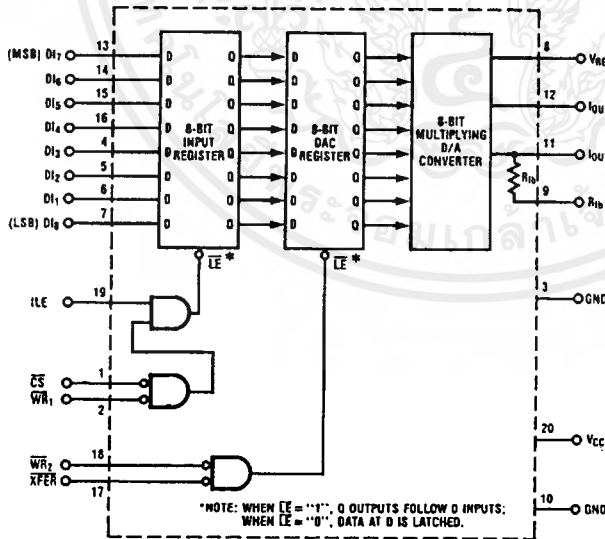 (MSB) DI7 13
DI6 14
DI5 15
DI4 16
DI3 4
DI2 5
DI1 6
(LSB) DI0 7
D Q
D Q
D Q
D Q
D Q
D Q
D Q
D Q
8-BIT
INPUT
REGISTER
D Q
D Q
D Q
D Q
D Q
D Q
D Q
D Q
8-BIT
DAC
REGISTER
8-BIT
MULTIPLYING
D/A
CONVERTER
8 VRE
12 IOU
11 IOUT
Rfb
9 Rfb
LE *
LE *
ILE 19
3 GND
CS 1
WR1 2
20 VCC
WR2 18
XFER 17
10 GND
*NOTE: WHEN LE = "1", Q OUTPUTS FOLLOW D INPUTS;
WHEN LE = "0", DATA AT D IS LATCHED.